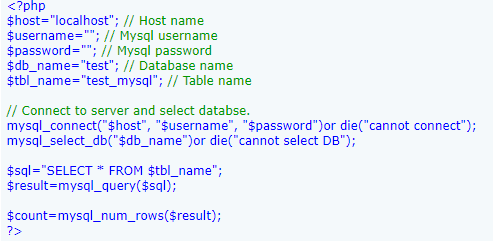 <?php
$host="localhost"; // Host name
$username=""; // Mysql username
$password=""; // Mysql password
$db_name="test"; // Database name
$tbl_name="test_mysql"; // Table name
// Connect to server and select databse.
mysql_connect("$host", "$username", "$password")or die("cannot connect");
mysql_select_db("$db_name")or die("cannot select DB");
$sql="SELECT * FROM $tbl_name";
$result=mysql_query($sql);
$count=mysql_num_rows($result);
?>